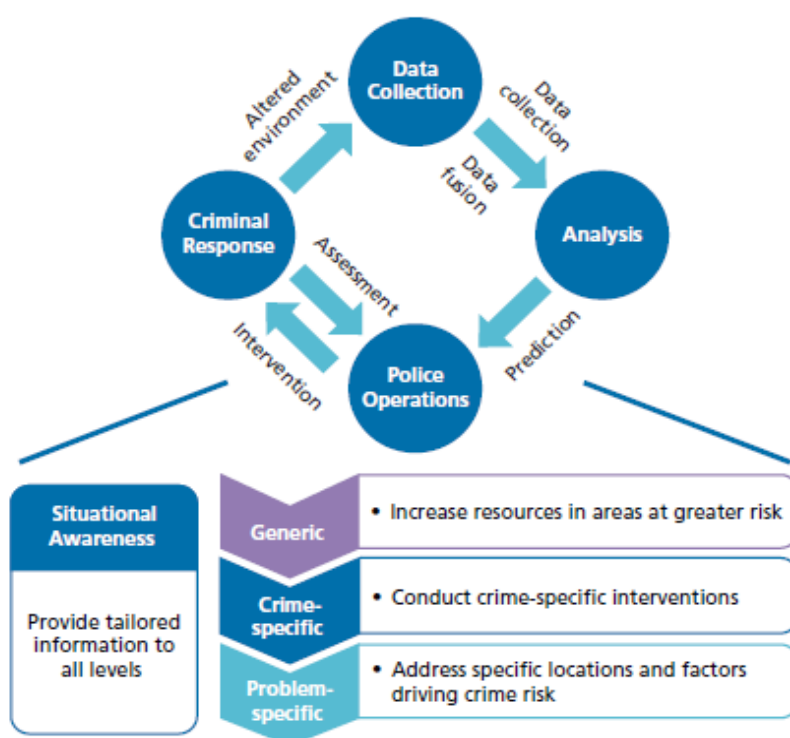 Data
Collection
Altered
environment
Data
collection
Data
fusion
Criminal
Response
Analysis
Assessment
Intervention
Prediction
Police
Operations
Situational
Awareness
Provide tailored
information to
all levels
Generic
• Increase resources in areas at greater risk
Crime-
specific
• Conduct crime-specific interventions
Problem-
specific
• Address specific locations and factors
driving crime risk